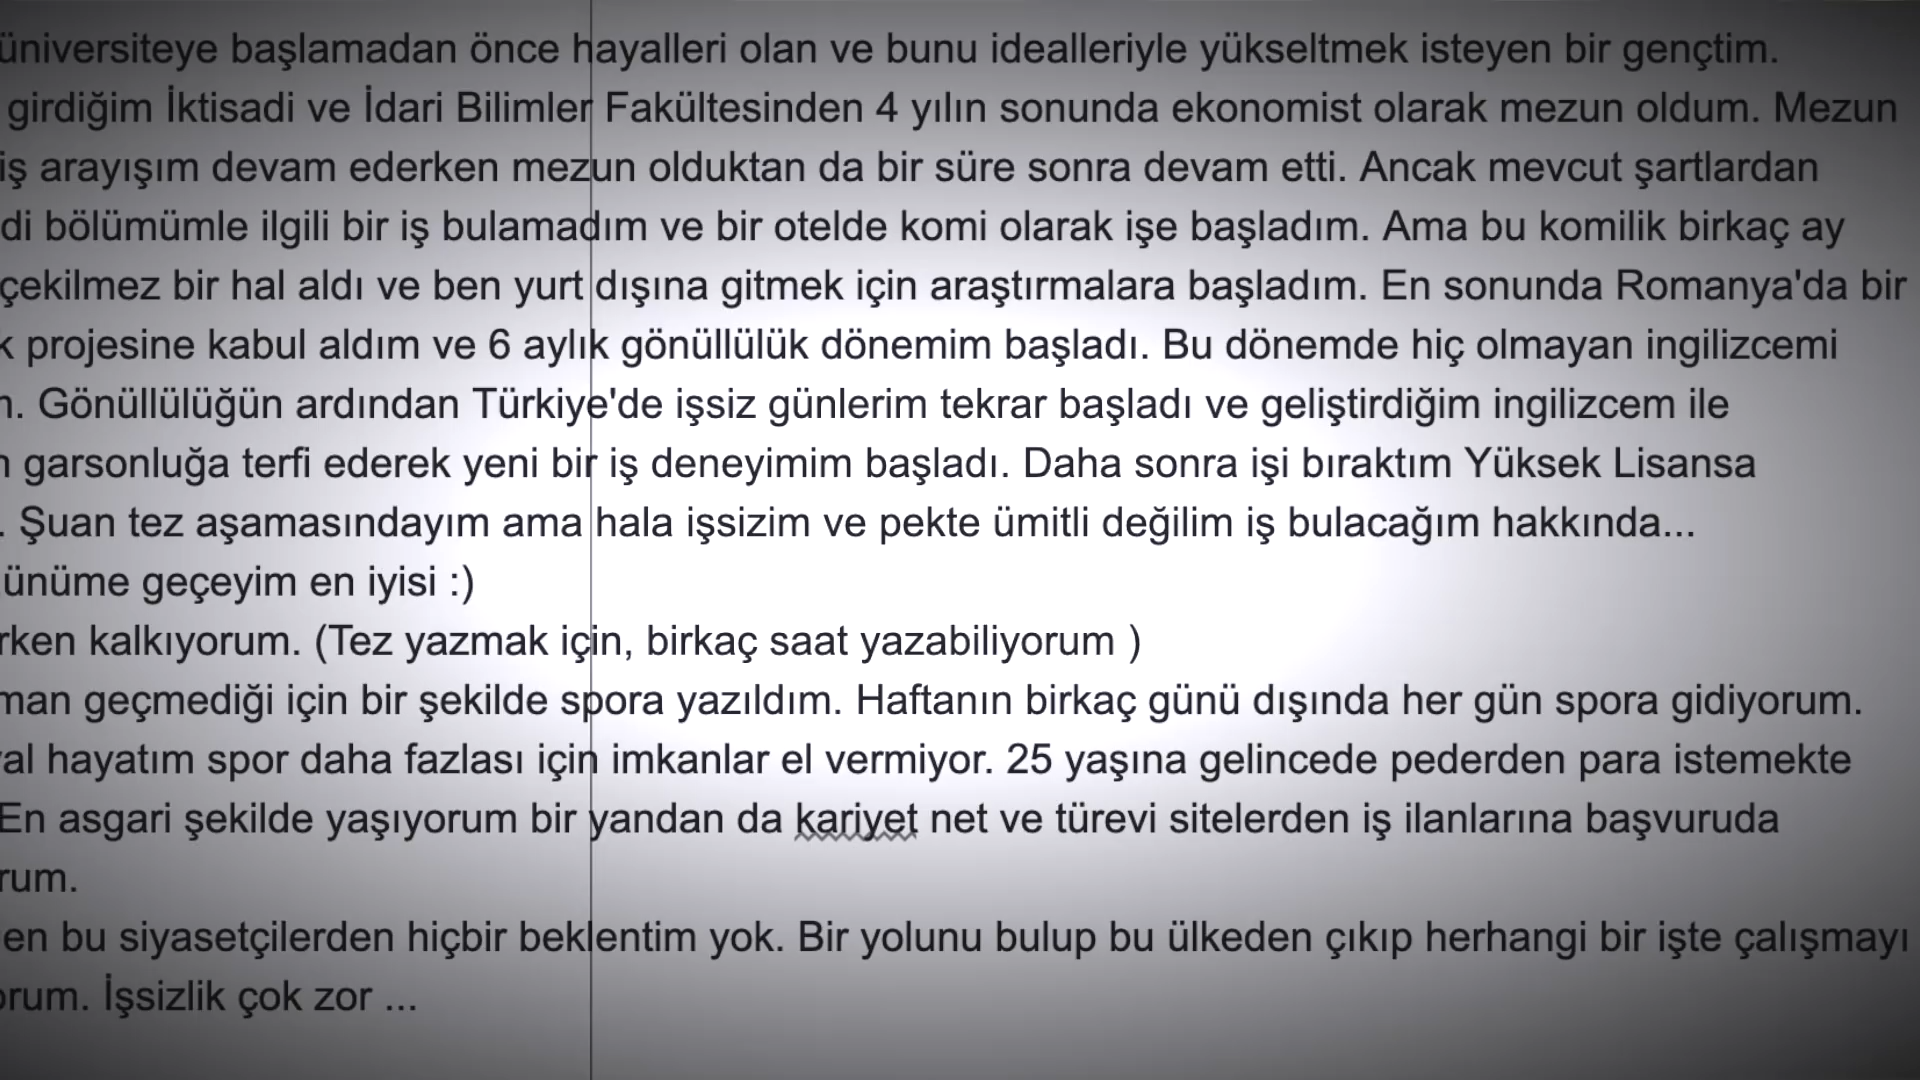 üniversiteye başlamadan önce hayalleri olan ve bunu idealleriyle yükseltmek isteyen bir gençtim.
girdiğim İktisadi ve İdari Bilimler Fakültesinden 4 yılın sonunda ekonomist olarak mezun oldum. Mezun
iş arayışım devam ederken mezun olduktan da bir süre sonra devam etti. Ancak mevcut şartlardan
di bölümümle ilgili bir iş bulamadım ve bir otelde komi olarak işe başladım. Ama bu komilik birkaç ay
çekilmez bir hal aldı ve ben yurt dışına gitmek için araştırmalara başladım. En sonunda Romanya'da bir
k projesine kabul aldım ve 6 aylık gönüllülük dönemim başladı. Bu dönemde hiç olmayan ingilizcemi
. Gönüllülüğün ardından Türkiye'de işsiz günlerim tekrar başladı ve geliştirdiğim ingilizcem ile
garsonluğa terfi ederek yeni bir iş deneyimim başladı. Daha sonra işi bıraktım Yüksek Lisansa
. Şuan tez aşamasındayım ama hala işsizim ve pekte ümitli değilim iş bulacağım hakkında...
ünüme geçeyim en iyisi :)
rken kalkıyorum. (Tez yazmak için, birkaç saat yazabiliyorum )
man geçmediği için bir şekilde spora yazıldım. Haftanın birkaç günü dışında her gün spora gidiyorum.
al hayatım spor daha fazlası için imkanlar el vermiyor. 25 yaşına gelincede pederden para istemekte
En asgari şekilde yaşıyorum bir yandan da kariyet net ve türevi sitelerden iş ilanlarına başvuruda
rum.
en bu siyasetçilerden hiçbir beklentim yok. Bir yolunu bulup bu ülkeden çıkıp herhangi bir işte çalışmayı
orum. İşsizlik çok zor ...